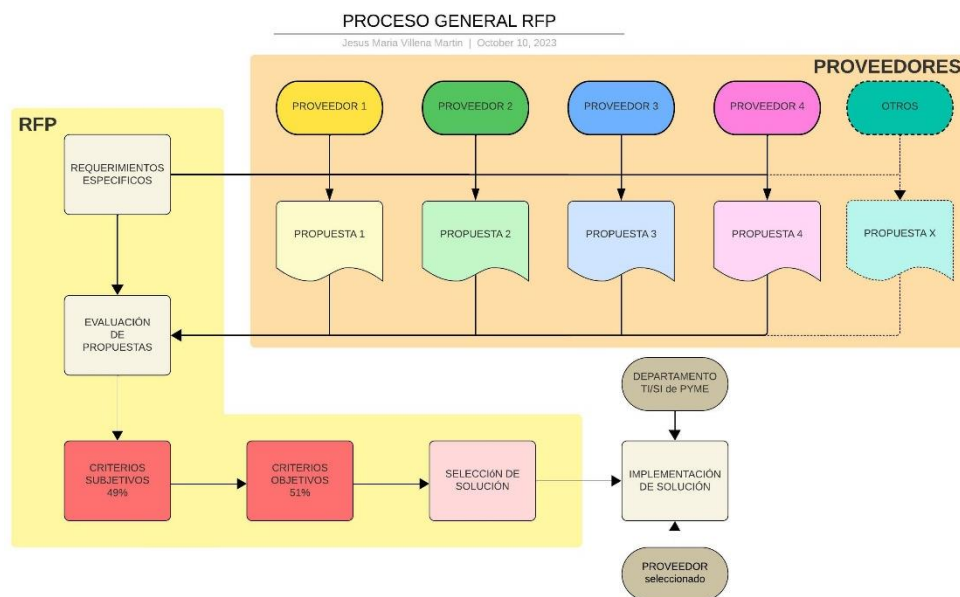 PROCESO GENERAL RFP
Jesus Maria Villena Martin | October 10, 2023
PROVEEDORES
PROVEEDOR 1
PROVEEDOR 2
PROVEEDOR 3
PROVEEDOR 4
OTROS
RFP
REQUERIMIENTOS
ESPECIFICOS
PROPUESTA 1
PROPUESTA 2
PROPUESTA 3
PROPUESTA 4
PROPUESTA X
EVALUACIÓN
DE
PROPUESTAS
DEPARTAMENTO
TI/SI de PYME
CRITERIOS
SUBJETIVOS
49%
CRITERIOS
OBJETIVOS
51%
SELECCIóN DE
SOLUCIÓN
IMPLEMENTACIÓN
DE SOLUCIÓN
PROVEEDOR
seleccionado